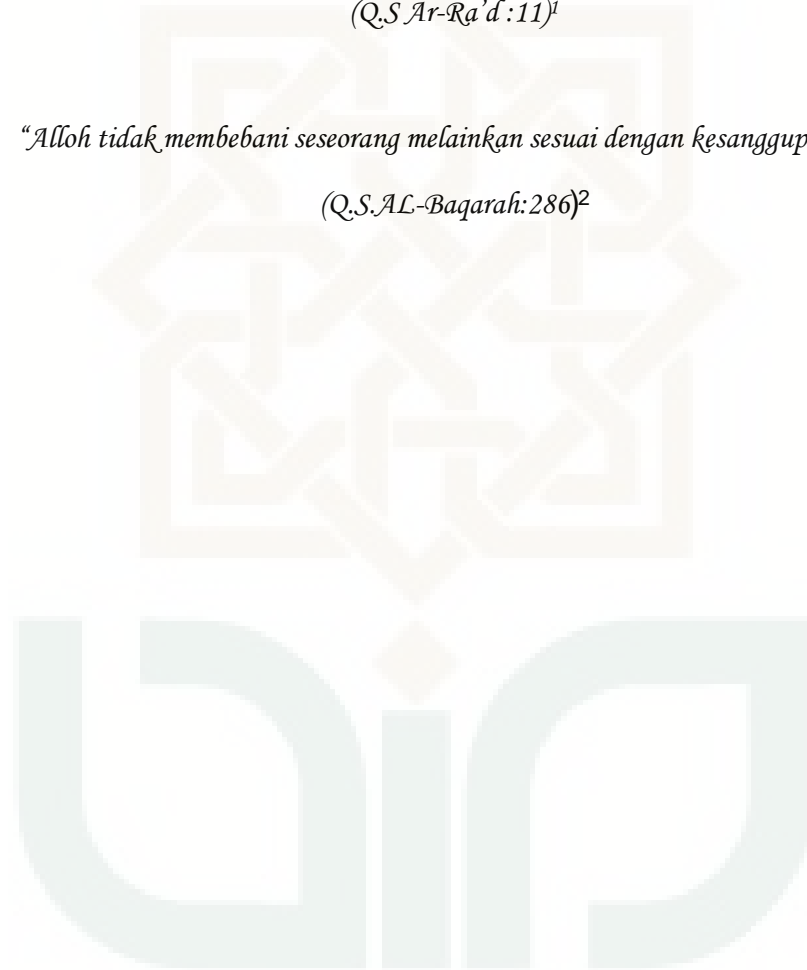 (Q.S Ar-Ra'd :11)¹
“Alloh tidak membebani seseorang melainkan sesuai dengan kesanggup
(Q.S.AL-Baqarah:286)²